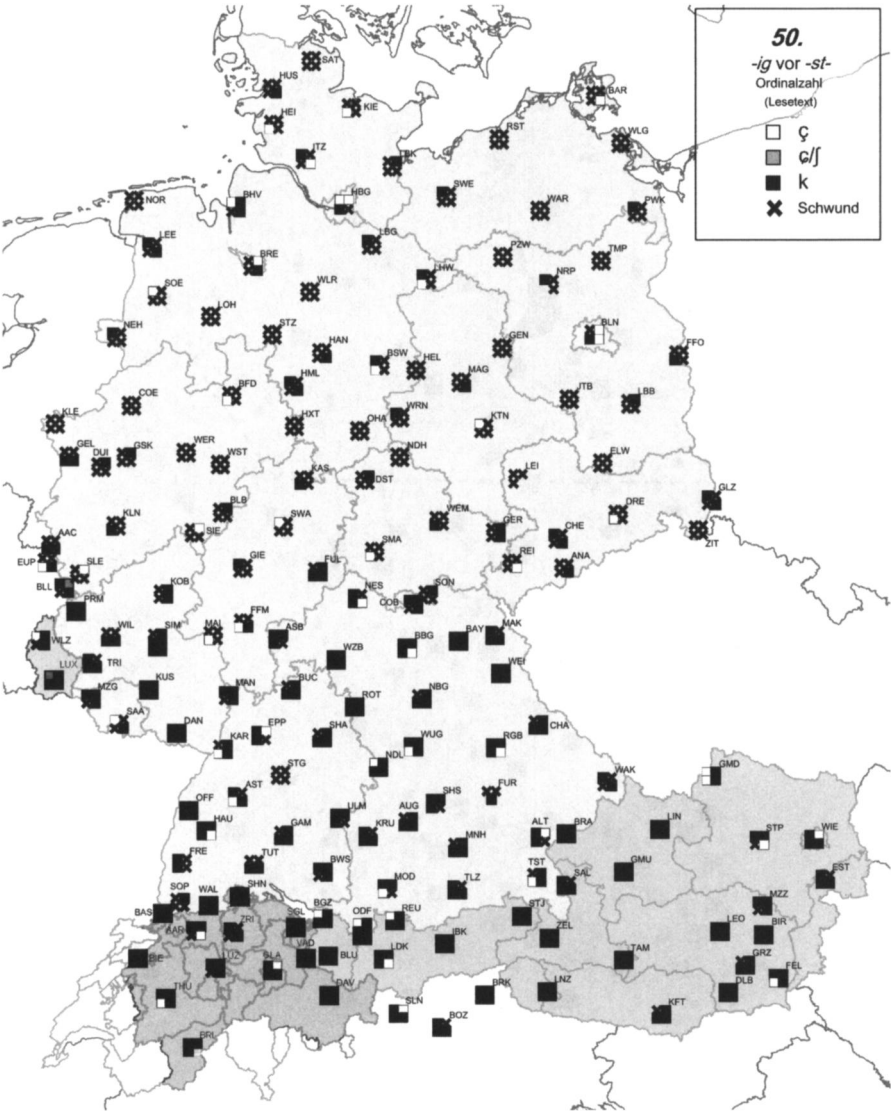 50.
-ig vor -st-
Ordinalzahl
(Lesetext)
ç
ɕ/ʃ
k
Schwund
SAT
HUS
KIE
BAR
HEI
RST
WLG
ITZ
SWE
NOR
BHV
HBG
WAR
PWK
LEE
LBG
BRE
PZW
TMP
LHW
NRP
SOE
WLR
LOH
NEH
STZ
BLN
HAN
GEN
FFO
BSW
HEL
MAG
HML
BFD
COE
JTB
LBB
KLE
HXT
OHA
WRN
KTN
GEL
DUI
GSK
WER
WST
NDH
ELW
KAS
DST
LEI
GLZ
BLB
DRE
KLN
SWA
WEM
GER
CHE
ZIT
AAC
SIE
SMA
EUP
SLE
GIE
FUL
REI
ANA
BLL
KOB
NES
SON
COB
PRM
FFM
WIL
SIM
MAI
ASB
BBG
BAY
MAK
WLZ
WZB
LUX
TRI
WEI
MZG
KUS
MAN
BUC
NBG
ROT
SAA
DAN
EPP
SHA
CHA
KAR
WUG
RGB
STG
NDL
GMD
WAK
AST
FUR
OFF
SHS
HAU
ULM
AUG
LIN
GAM
KRU
ALT
BRA
STP
WIE
MNH
FRE
TUT
BWS
TST
GMU
SAL
EST
SHN
MOD
TLZ
SOP
WAL
BGZ
REU
STJ
MZZ
BAS
ZRI
SGL
ODF
LEO
BIR
BAR
IBK
ZEL
BIE
VAD
BLU
LDK
TAM
GRZ
LUZ
GLA
FEL
THU
DAV
BRK
LNZ
DLB
SLN
KFT
BOZ
BRI